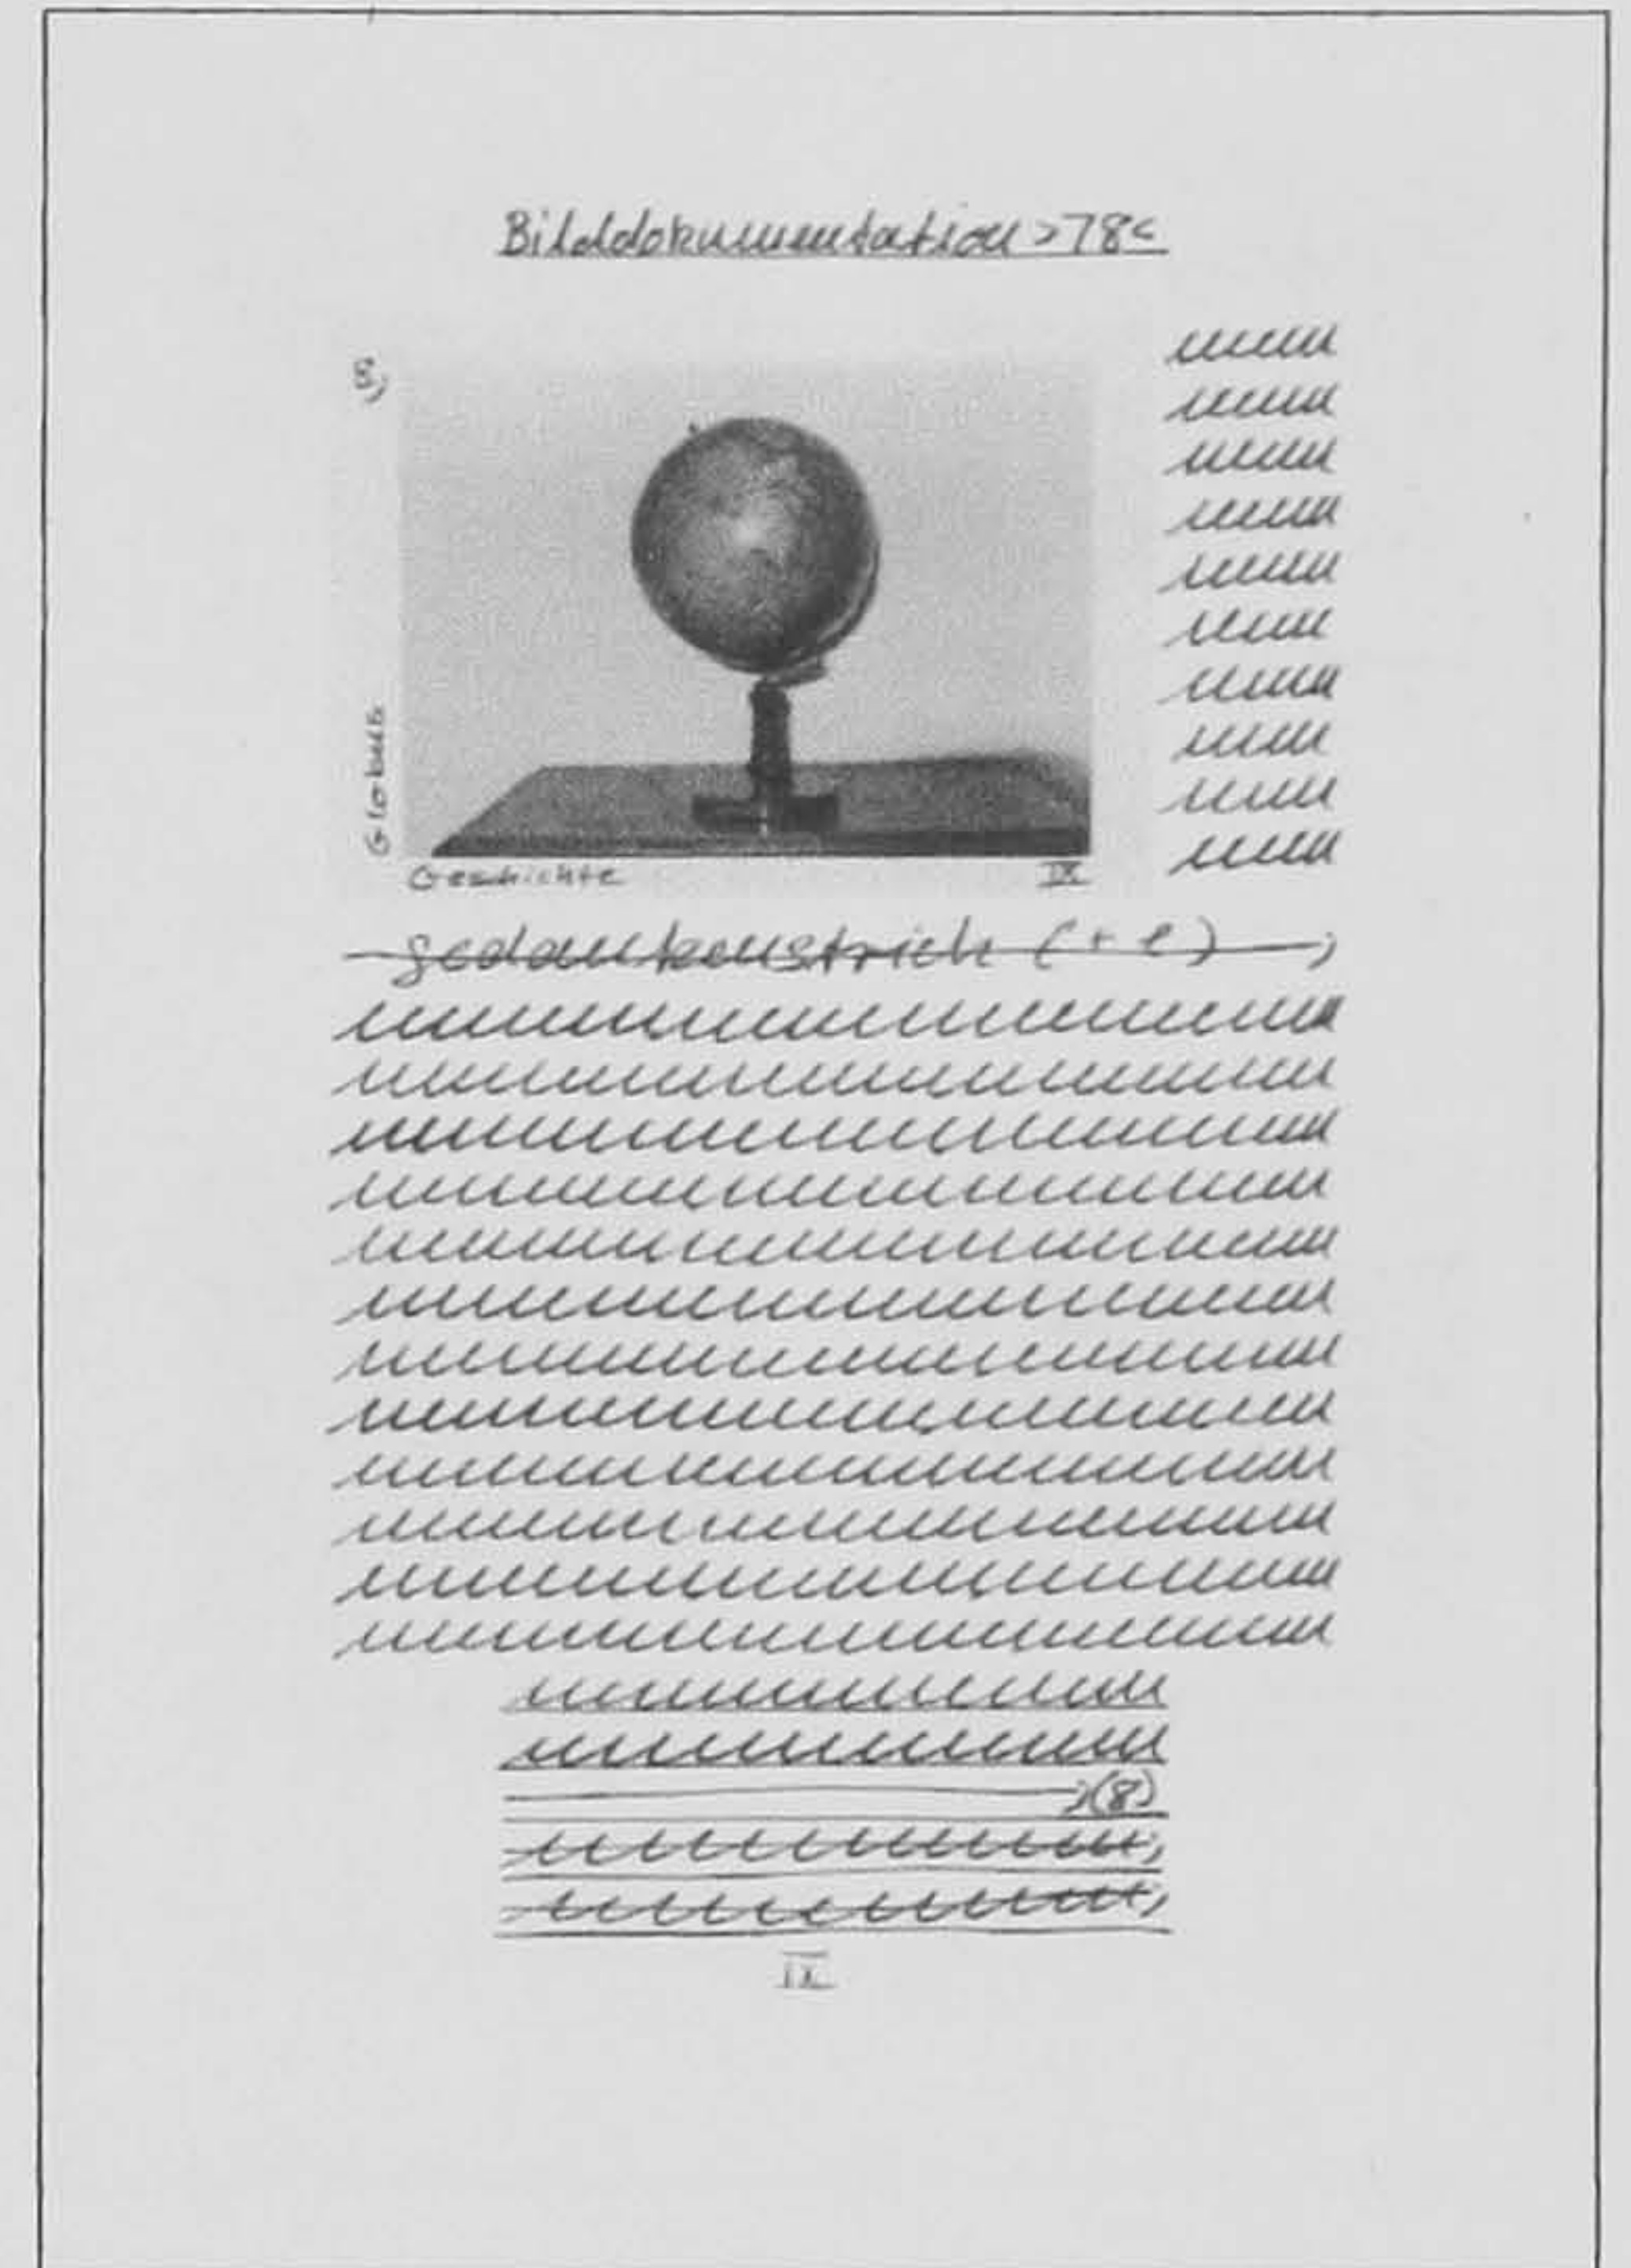 Bilddokumentation >78<
(8)
Globus
Geschichte IX
gedankenstrich (+ e) — ;
;(8)
IX